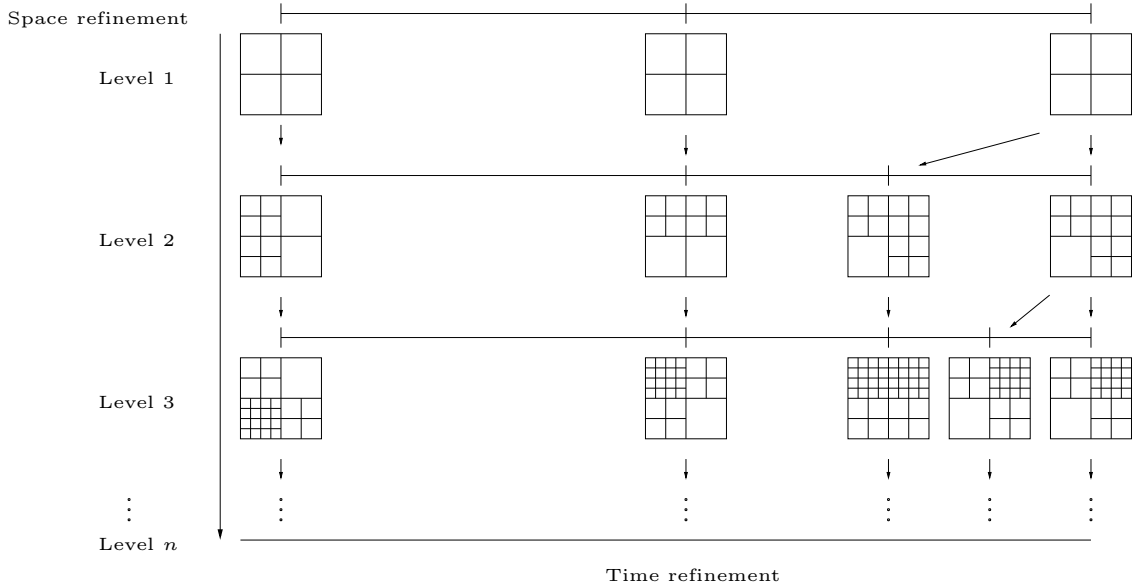 Space refinement
Level 1
Level 2
Level 3
Level n
Time refinement